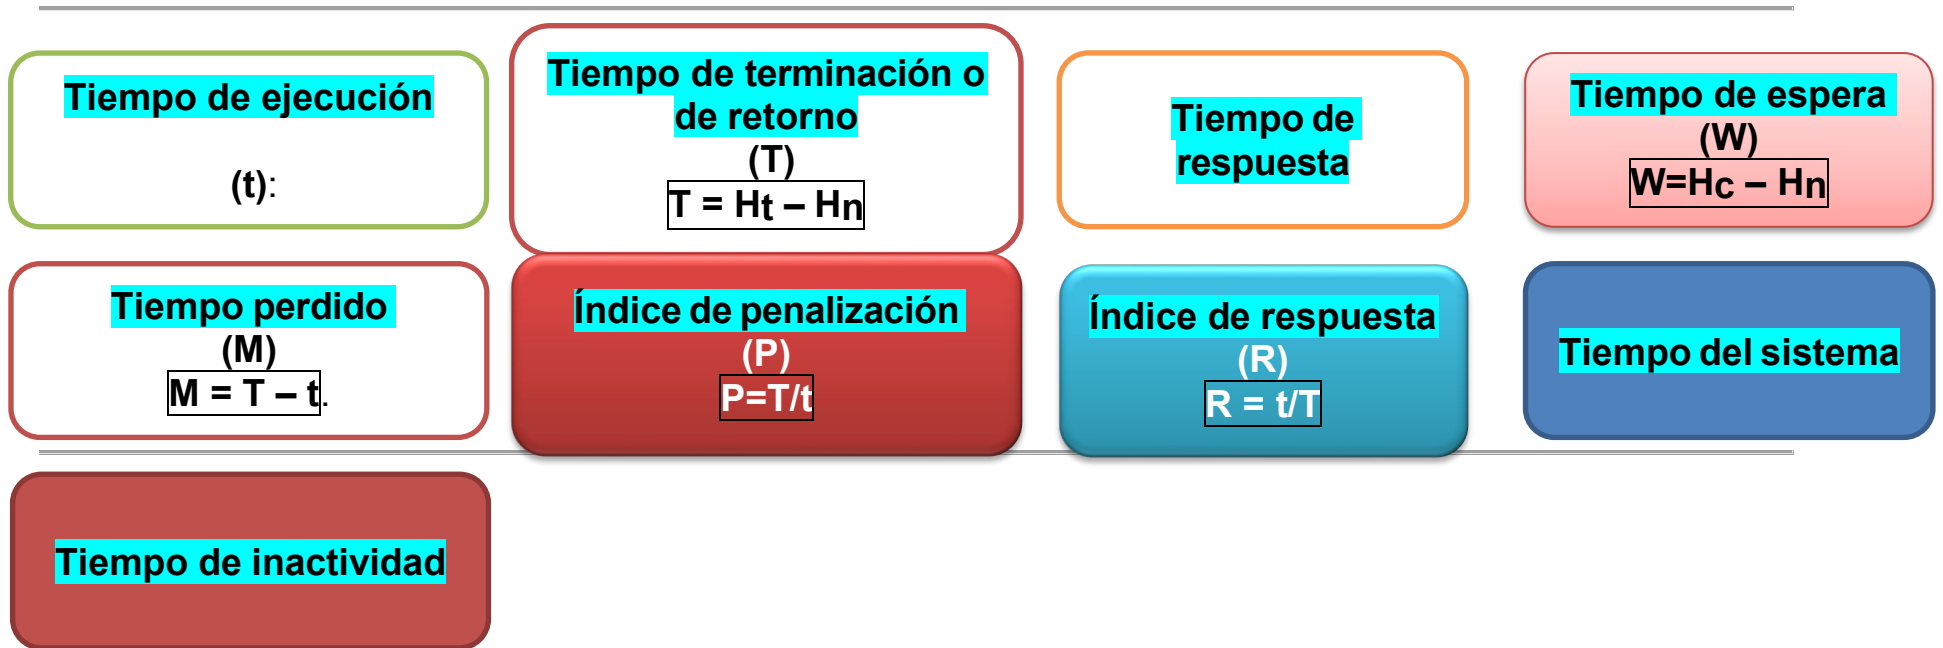 Tiempo de ejecución
(t):
Tiempo de terminación o
de retorno
(T)
T = Ht – Hn
Tiempo de
respuesta
Tiempo de espera
(W)
W=Hc – Hn
Tiempo perdido
(M)
M = T – t.
Índice de penalización
(P)
P=T/t
Índice de respuesta
(R)
R = t/T
Tiempo del sistema
Tiempo de inactividad